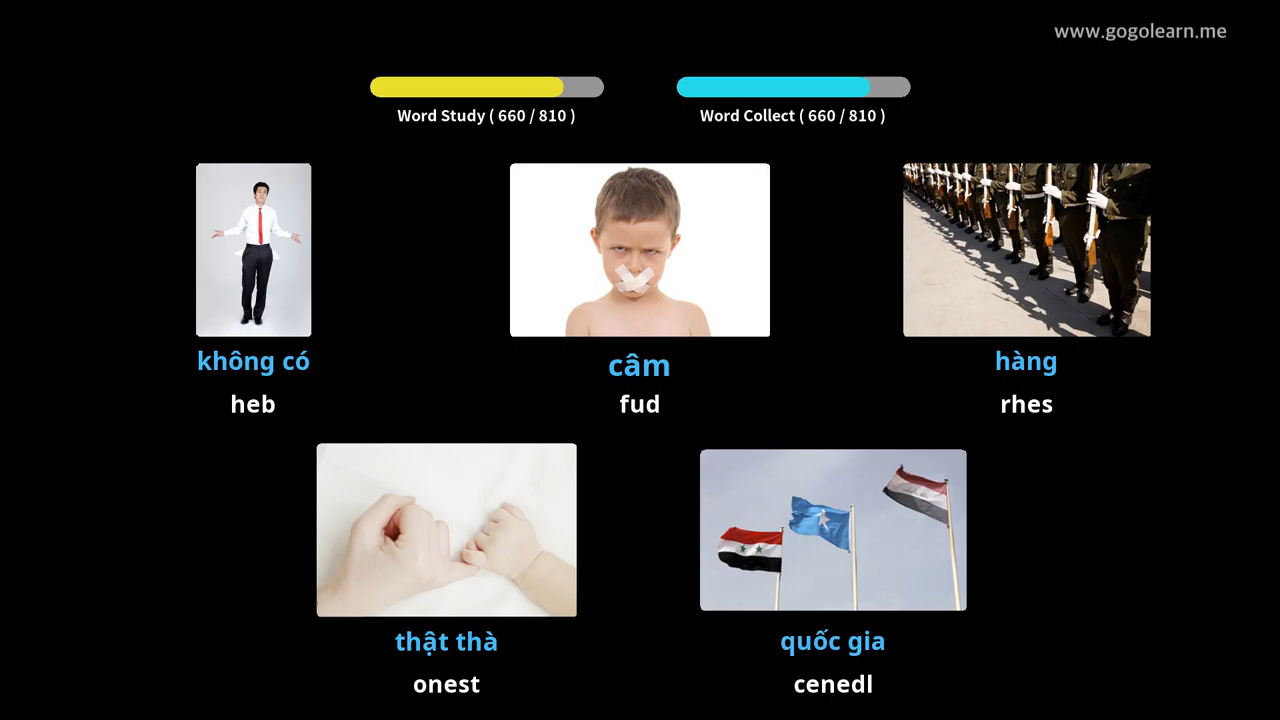 www.gogolearn.me
Word Study ( 660 / 810 )
Word Collect ( 660 / 810 )
không có
câm
hàng
heb
fud
rhes
thật thà
quốc gia
onest
cenedl